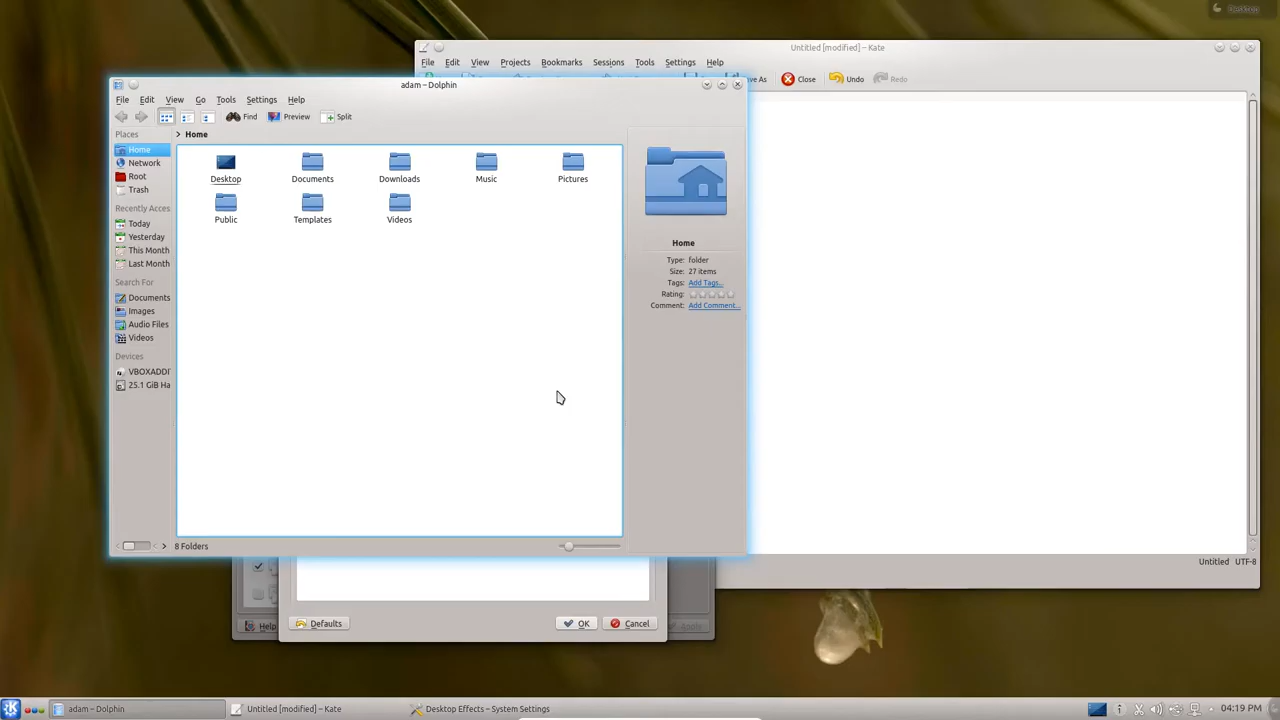 Desktop
Untitled [modified] – Kate
File Edit View Projects Bookmarks Sessions Tools Settings Help
As Close Undo Redo
adam – Dolphin
File Edit View Go Tools Settings Help
Find Preview Split
Places
Home
Network
Root
Trash
Recently Acces
Today
Yesterday
This Month
Last Month
Search For
Documents
Images
Audio Files
Videos
Devices
VBOXADDI
25.1 GiB Ha
> Home
Desktop Documents Downloads Music Pictures
Public Templates Videos
Home
Type: folder
Size: 27 items
Tags: Add Tags...
Rating:
Comment: Add Comment...
8 Folders
Untitled UTF-8
Help
Defaults OK Cancel
adam – Dolphin Untitled [modified] – Kate Desktop Effects – System Settings 04:19 PM